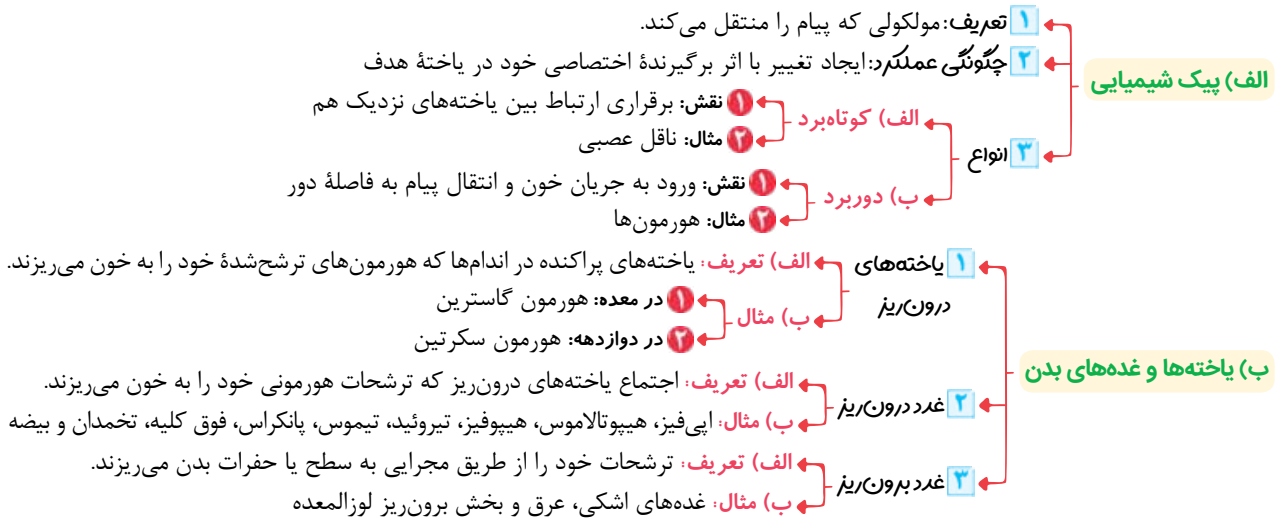 الف) پیک شیمیایی
۱ تعریف: مولکولی که پیام را منتقل می‌کند.
۲ چگونگی عملکرد: ایجاد تغییر با اثر برگیرندهٔ اختصاصی خود در یاختهٔ هدف
۳ انواع
الف) کوتاه‌برد
۱ نقش: برقراری ارتباط بین یاخته‌های نزدیک هم
۲ مثال: ناقل عصبی
ب) دوربرد
۱ نقش: ورود به جریان خون و انتقال پیام به فاصلهٔ دور
۲ مثال: هورمون‌ها
ب) یاخته‌ها و غده‌های بدن
۱ یاخته‌های
درون‌ریز
الف) تعریف: یاخته‌های پراکنده در اندام‌ها که هورمون‌های ترشح‌شدهٔ خود را به خون می‌ریزند.
ب) مثال
۱ در معده: هورمون گاسترین
۲ در دوازدهه: هورمون سکرتین
۲ غدد درون‌ریز
الف) تعریف: اجتماع یاخته‌های درون‌ریز که ترشحات هورمونی خود را به خون می‌ریزند.
ب) مثال: اپی‌فیز، هیپوتالاموس، هیپوفیز، تیروئید، تیموس، پانکراس، فوق کلیه، تخمدان و بیضه
۳ غدد برون‌ریز
الف) تعریف: ترشحات خود را از طریق مجرایی به سطح یا حفرات بدن می‌ریزند.
ب) مثال: غده‌های اشکی، عرق و بخش برون‌ریز لوزالمعده